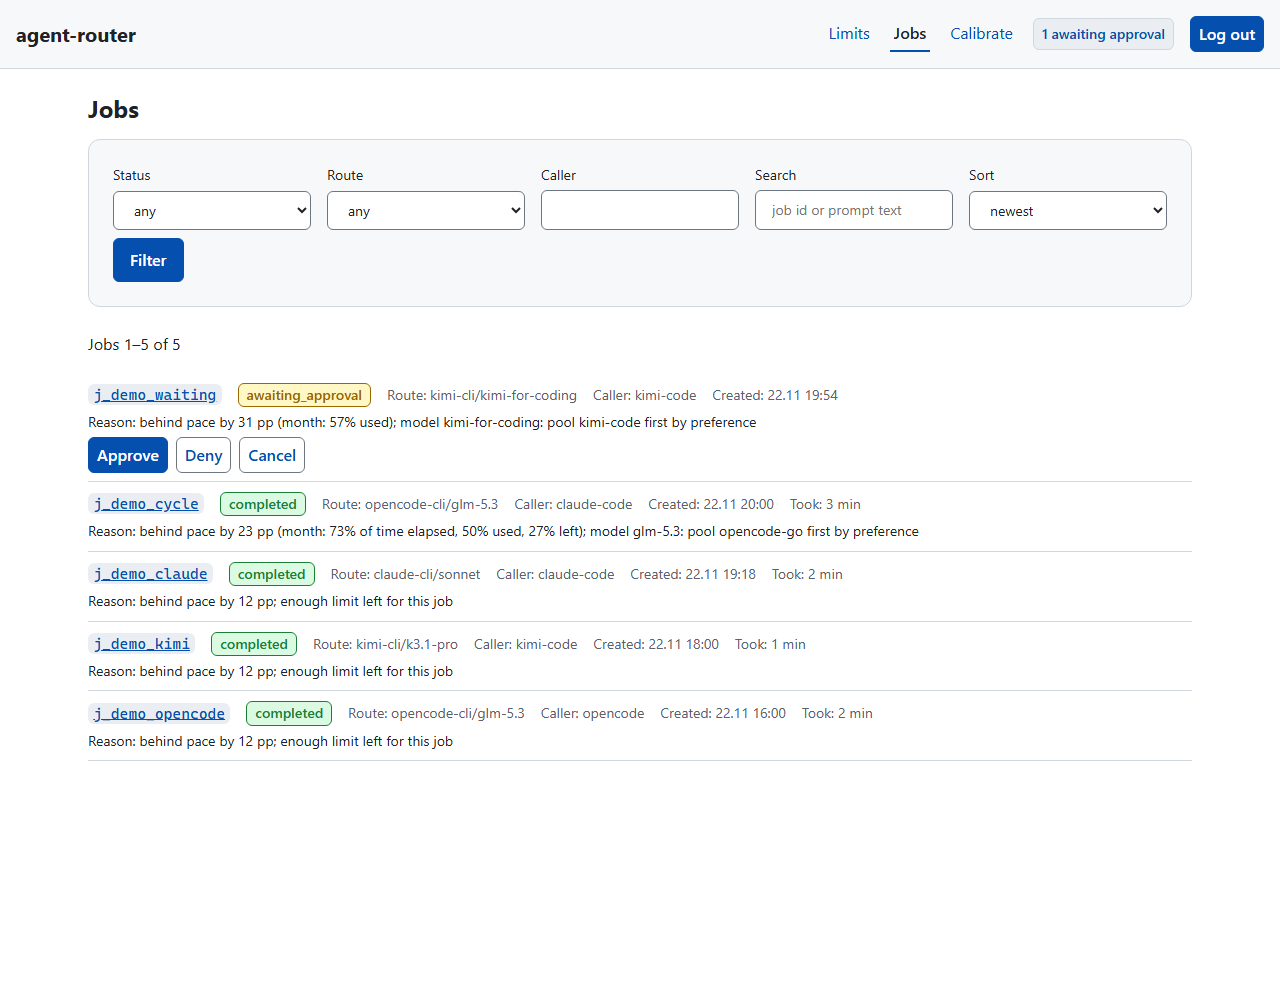 agent-router Limits Jobs Calibrate 1 awaiting approval Log out
Jobs
Status Route Caller Search Sort
any any job id or prompt text newest
Filter
Jobs 1–5 of 5
j_demo_waiting awaiting_approval Route: kimi-cli/kimi-for-coding Caller: kimi-code Created: 22.11 19:54
Reason: behind pace by 31 pp (month: 57% used); model kimi-for-coding: pool kimi-code first by preference
Approve Deny Cancel
j_demo_cycle completed Route: opencode-cli/glm-5.3 Caller: claude-code Created: 22.11 20:00 Took: 3 min
Reason: behind pace by 23 pp (month: 73% of time elapsed, 50% used, 27% left); model glm-5.3: pool opencode-go first by preference
j_demo_claude completed Route: claude-cli/sonnet Caller: claude-code Created: 22.11 19:18 Took: 2 min
Reason: behind pace by 12 pp; enough limit left for this job
j_demo_kimi completed Route: kimi-cli/k3.1-pro Caller: kimi-code Created: 22.11 18:00 Took: 1 min
Reason: behind pace by 12 pp; enough limit left for this job
j_demo_opencode completed Route: opencode-cli/glm-5.3 Caller: opencode Created: 22.11 16:00 Took: 2 min
Reason: behind pace by 12 pp; enough limit left for this job